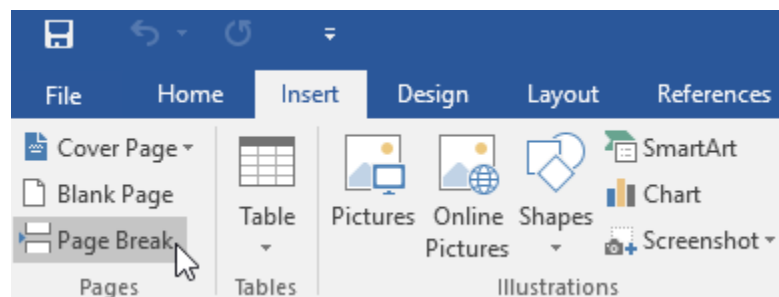 File Home Insert Design Layout References
Cover Page
Blank Page
Page Break
Pages
Table
Tables
Pictures
Online
Pictures
Shapes
SmartArt
Chart
Screenshot
Illustrations